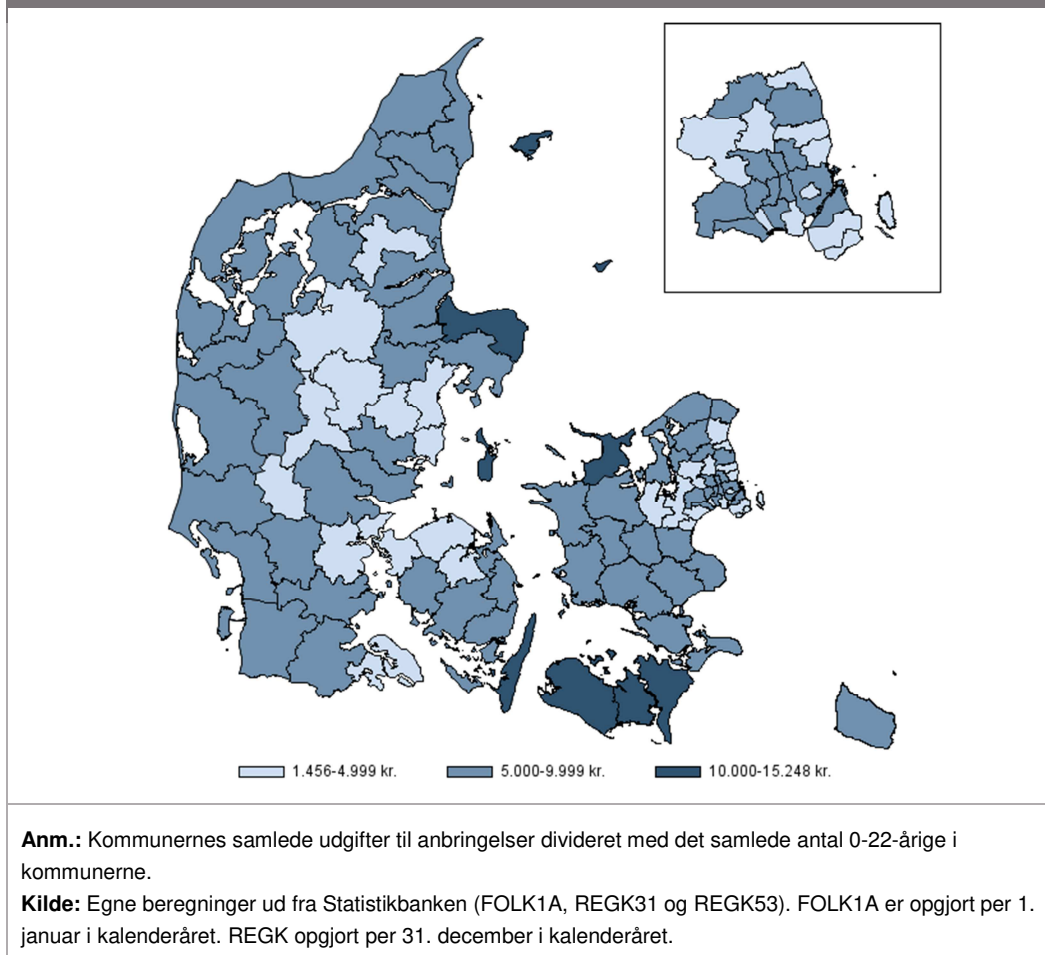 1.456-4.999 kr. 5.000-9.999 kr. 10.000-15.248 kr.
Anm.: Kommunernes samlede udgifter til anbringelser divideret med det samlede antal 0-22-årige i
kommunerne.
Kilde: Egne beregninger ud fra Statistikbanken (FOLK1A, REGK31 og REGK53). FOLK1A er opgjort per 1.
januar i kalenderåret. REGK opgjort per 31. december i kalenderåret.